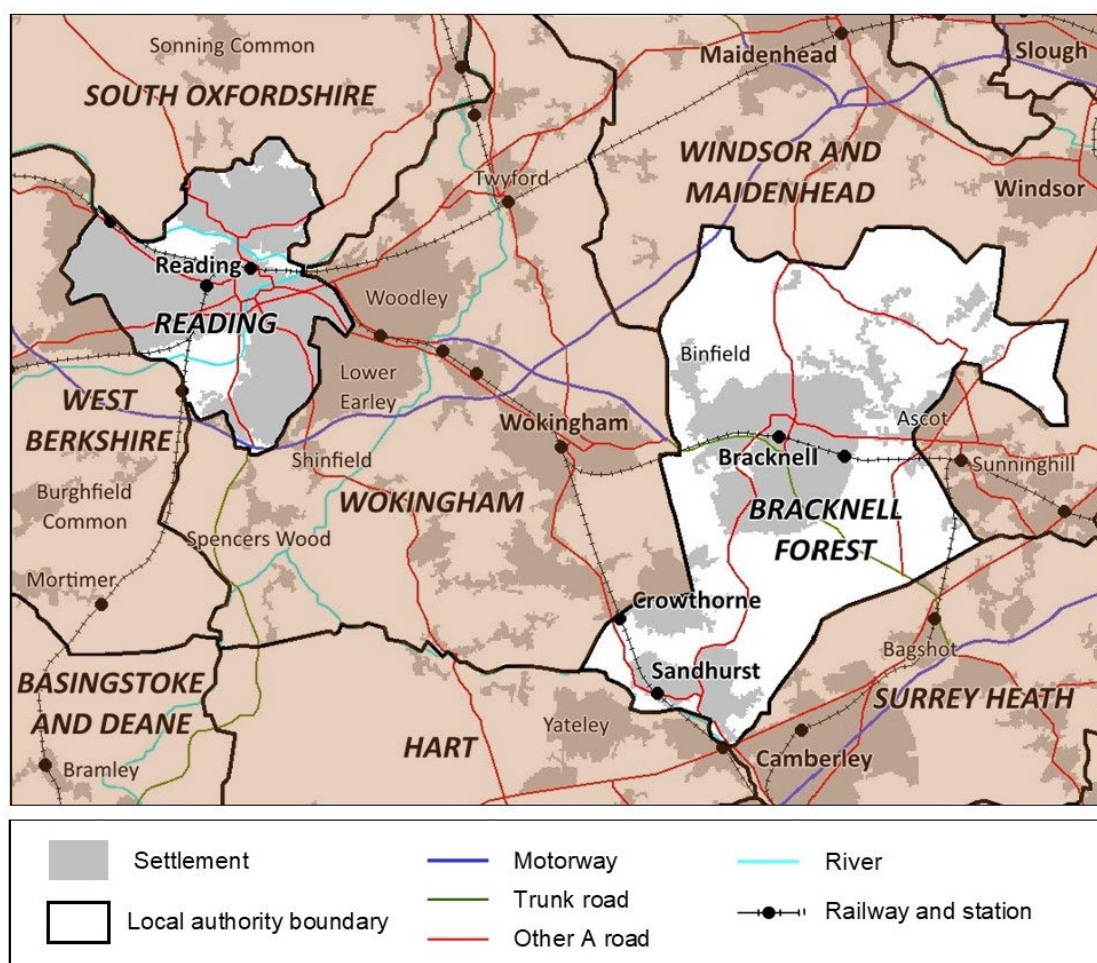 Sonning Common
SOUTH OXFORDSHIRE
Maidenhead
Slough
WINDSOR AND
MAIDENHEAD
Windsor
Twyford
Reading
READING
Woodley
Lower
Earley
Binfield
WEST
BERKSHIRE
Wokingham
Ascot
Bracknell
Sunninghill
Shinfield
WOKINGHAM
Burghfield
Common
BRACKNELL
FOREST
Spencers Wood
Mortimer
Crowthorne
Bagshot
BASINGSTOKE
AND DEANE
Sandhurst
SURREY HEATH
HART
Yateley
Camberley
Bramley
Settlement
Local authority boundary
Motorway
Trunk road
Other A road
River
Railway and station